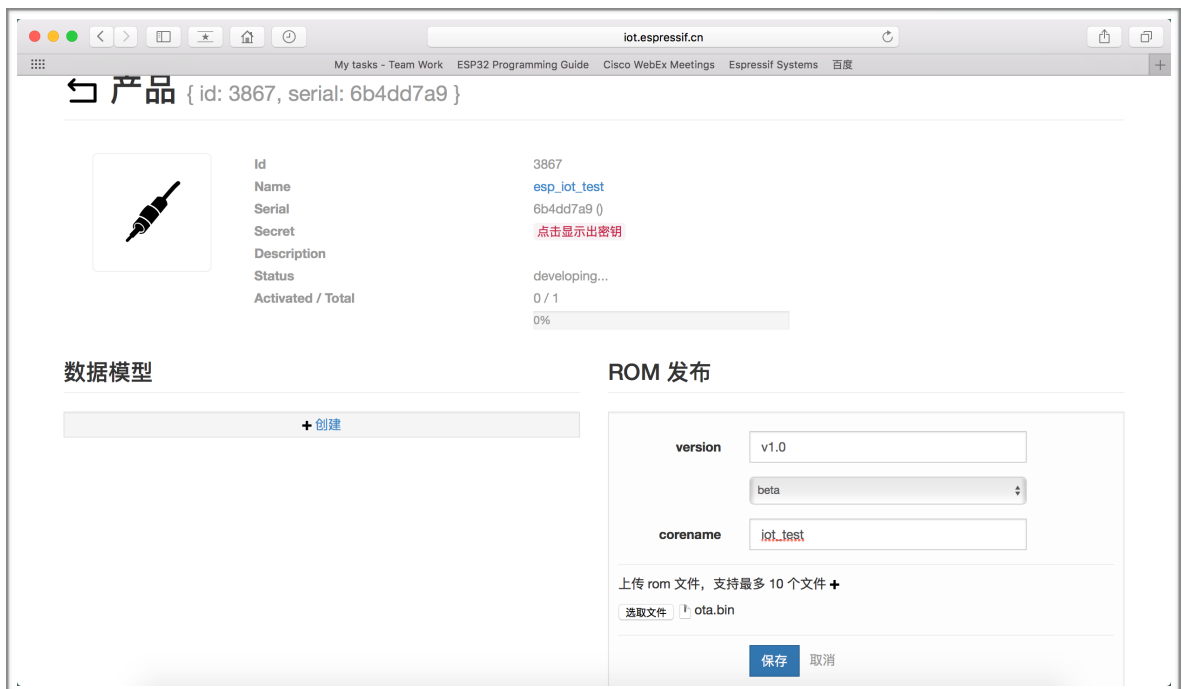 iot.espressif.cn
My tasks - Team Work ESP32 Programming Guide Cisco WebEx Meetings Espressif Systems 百度
产品 { id: 3867, serial: 6b4dd7a9 }
Id 3867
Name esp_iot_test
Serial 6b4dd7a9 ()
Secret 点击显示出密钥
Description
Status developing...
Activated / Total 0 / 1
0%
数据模型
创建
ROM 发布
version v1.0
beta
corename iot_test
上传 rom 文件，支持最多 10 个文件
选取文件 ota.bin
保存 取消